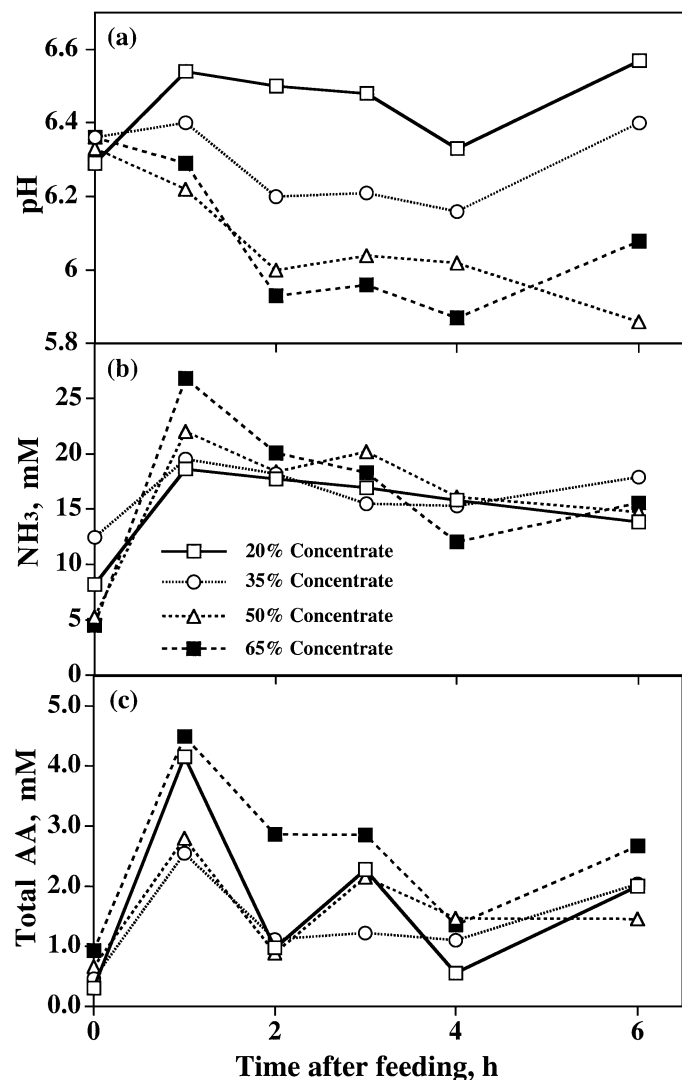 (a)
6.6
6.4
6.2
6
5.8
pH
(b)
25
20
15
10
5
0
NH3, mM
20% Concentrate
35% Concentrate
50% Concentrate
65% Concentrate
(c)
5.0
4.0
3.0
2.0
1.0
0.0
Total AA, mM
0 2 4 6
Time after feeding, h